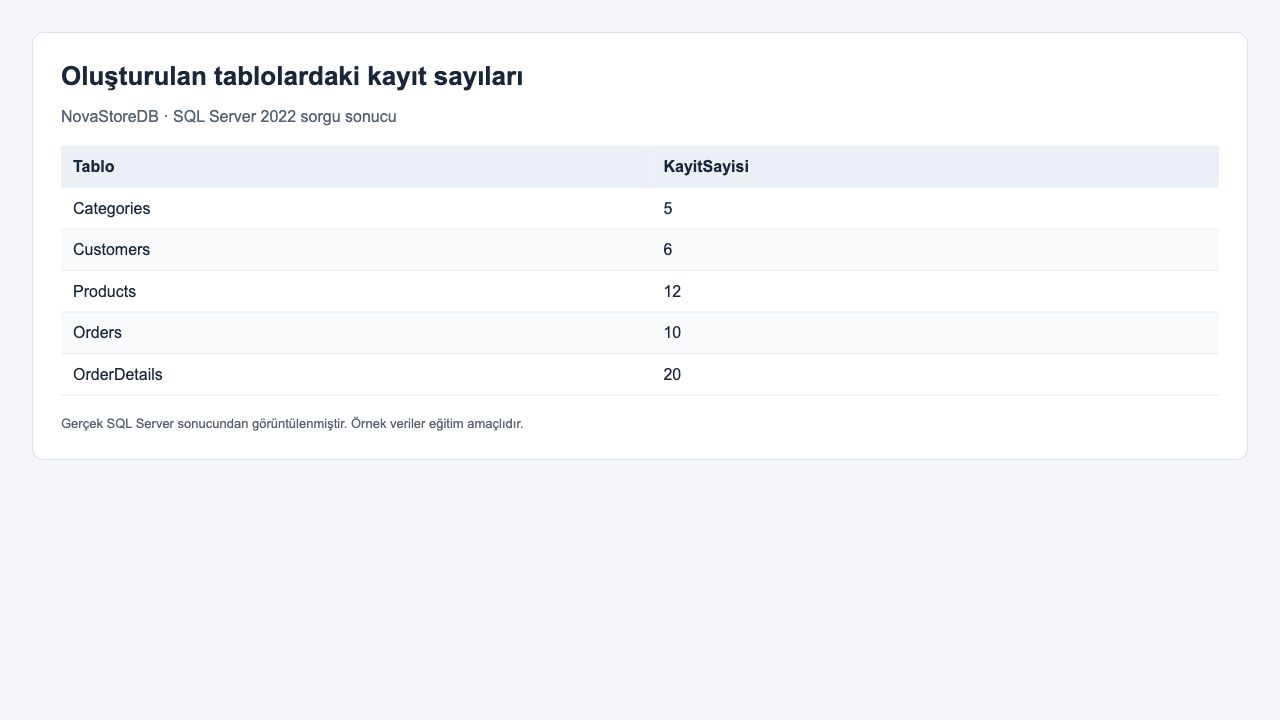 Oluşturulan tablolardaki kayıt sayıları
NovaStoreDB · SQL Server 2022 sorgu sonucu
Tablo KayitSayisi
Categories 5
Customers 6
Products 12
Orders 10
OrderDetails 20
Gerçek SQL Server sonucundan görüntülenmiştir. Örnek veriler eğitim amaçlıdır.